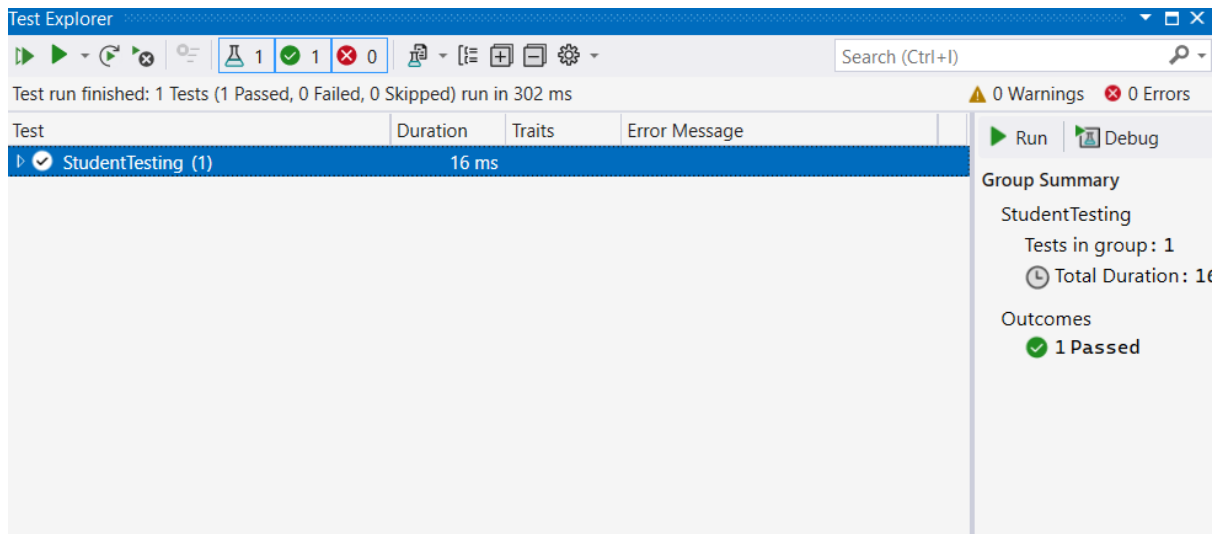 Test Explorer
1 1 0 Search (Ctrl+I)
Test run finished: 1 Tests (1 Passed, 0 Failed, 0 Skipped) run in 302 ms 0 Warnings 0 Errors
Test Duration Traits Error Message
Run Debug
StudentTesting (1) 16 ms
Group Summary
StudentTesting
Tests in group: 1
Total Duration: 16
Outcomes
1 Passed